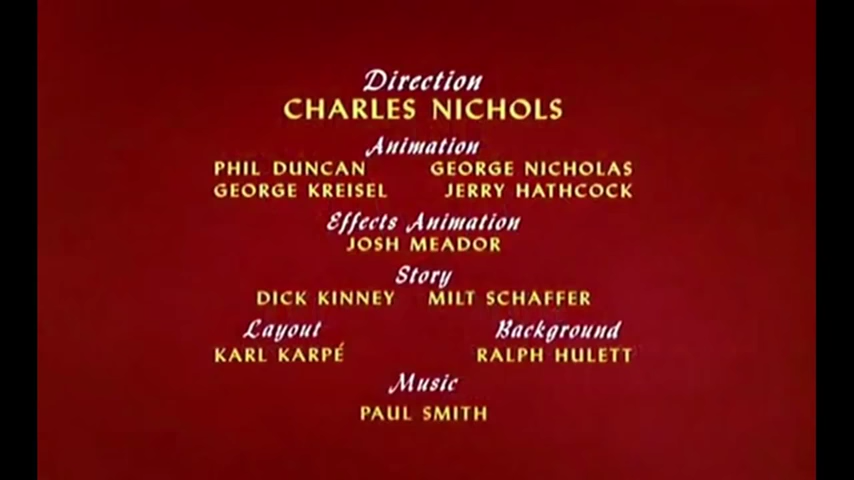 Direction
CHARLES NICHOLS
Animation
PHIL DUNCAN GEORGE NICHOLAS
GEORGE KREISEL JERRY HATHCOCK
Effects Animation
JOSH MEADOR
Story
DICK KINNEY MILT SCHAFFER
Layout Background
KARL KARPÉ RALPH HULETT
Music
PAUL SMITH